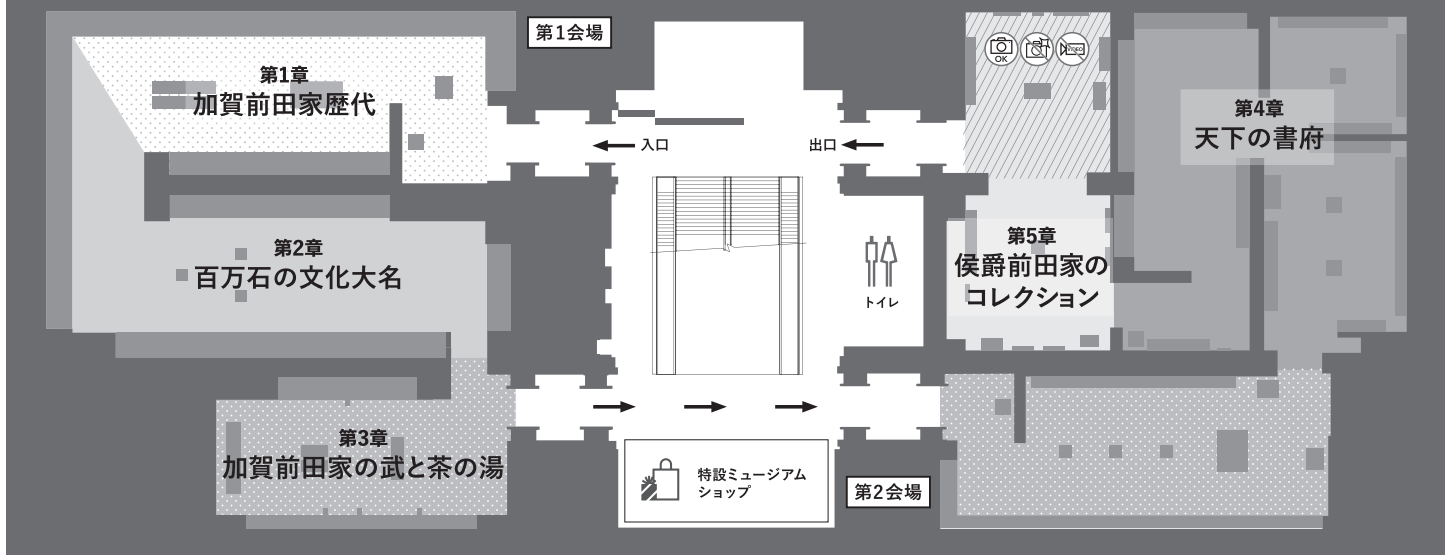 第1会場
第1章
加賀前田家歴代
入口
出口
OK
VIDEO
第4章
天下の書府
第2章
百万石の文化大名
トイレ
第5章
侯爵前田家の
コレクション
第3章
加賀前田家の武と茶の湯
特設ミュージアム
ショップ
第2会場